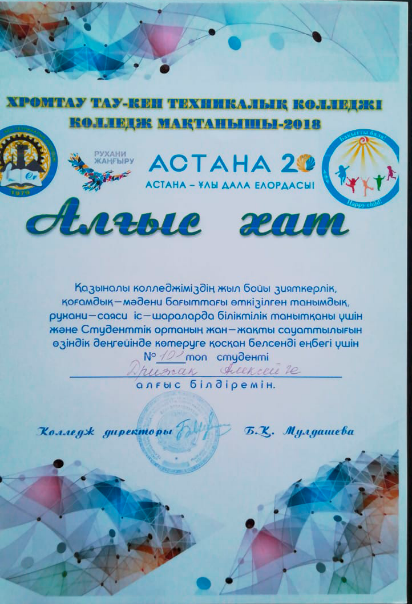 ХРОМТАУ ТАУ-КЕН ТЕХНИКАЛЫҚ КОЛЛЕДЖІ
КОЛЛЕДЖ МАҚТАНЫШЫ-2018
РУХАНИ
ЖАҢҒЫРУ
АСТАНА 20
АСТАНА – ҰЛЫ ДАЛА ЕЛОРДАСЫ!
1979
Алғыс хат
Қазыналы колледжіміздің жыл бойы зияткерлік,
қоғамдық-мәдени бағыттағы өткізілген танымдық,
рухани-саяси іс-шараларда біліктілік танытқаны үшін
және Студенттік ортаның жан-жақты сауаттылығын
өзіндік деңгейінде көтеруге қосқан белсенді еңбегі үшін
№ топ студенті
Алексейге
алғыс білдіремін.
Колледж директоры Б.Қ. Мулдашева